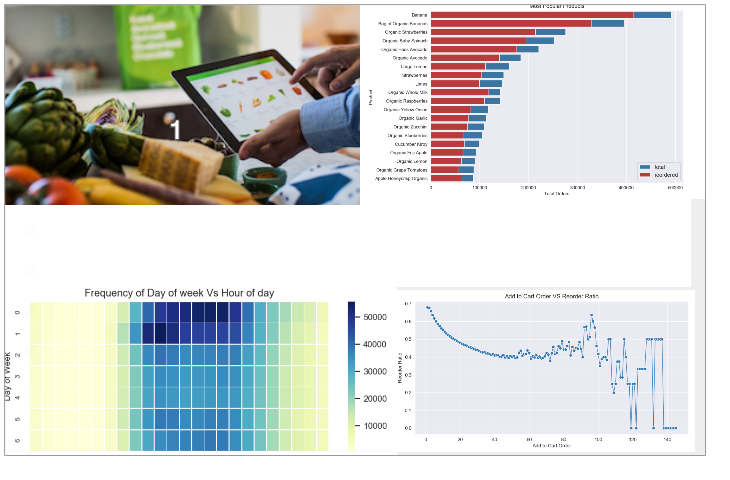 1
Most Popular Products
Banana
Bag of Organic Bananas
Organic Strawberries
Organic Baby Spinach
Organic Hass Avocado
Organic Avocado
Large Lemon
Strawberries
Limes
Organic Whole Milk
Organic Raspberries
Organic Yellow Onion
Organic Garlic
Organic Zucchini
Organic Blueberries
Cucumber Kirby
Organic Fuji Apple
Organic Lemon
Organic Grape Tomatoes
Apple Honeycrisp Organic
Product
total
reordered
0 100000 200000 300000 400000 500000
Total Orders
Frequency of Day of week Vs Hour of day
Day of Week
0
1
2
3
4
5
6
50000
40000
30000
20000
10000
Add to Cart Order VS Reorder Ratio
Reorder Ratio
0.7
0.6
0.5
0.4
0.3
0.2
0.1
0.0
0 20 40 60 80 100 120 140
Add to Cart Order